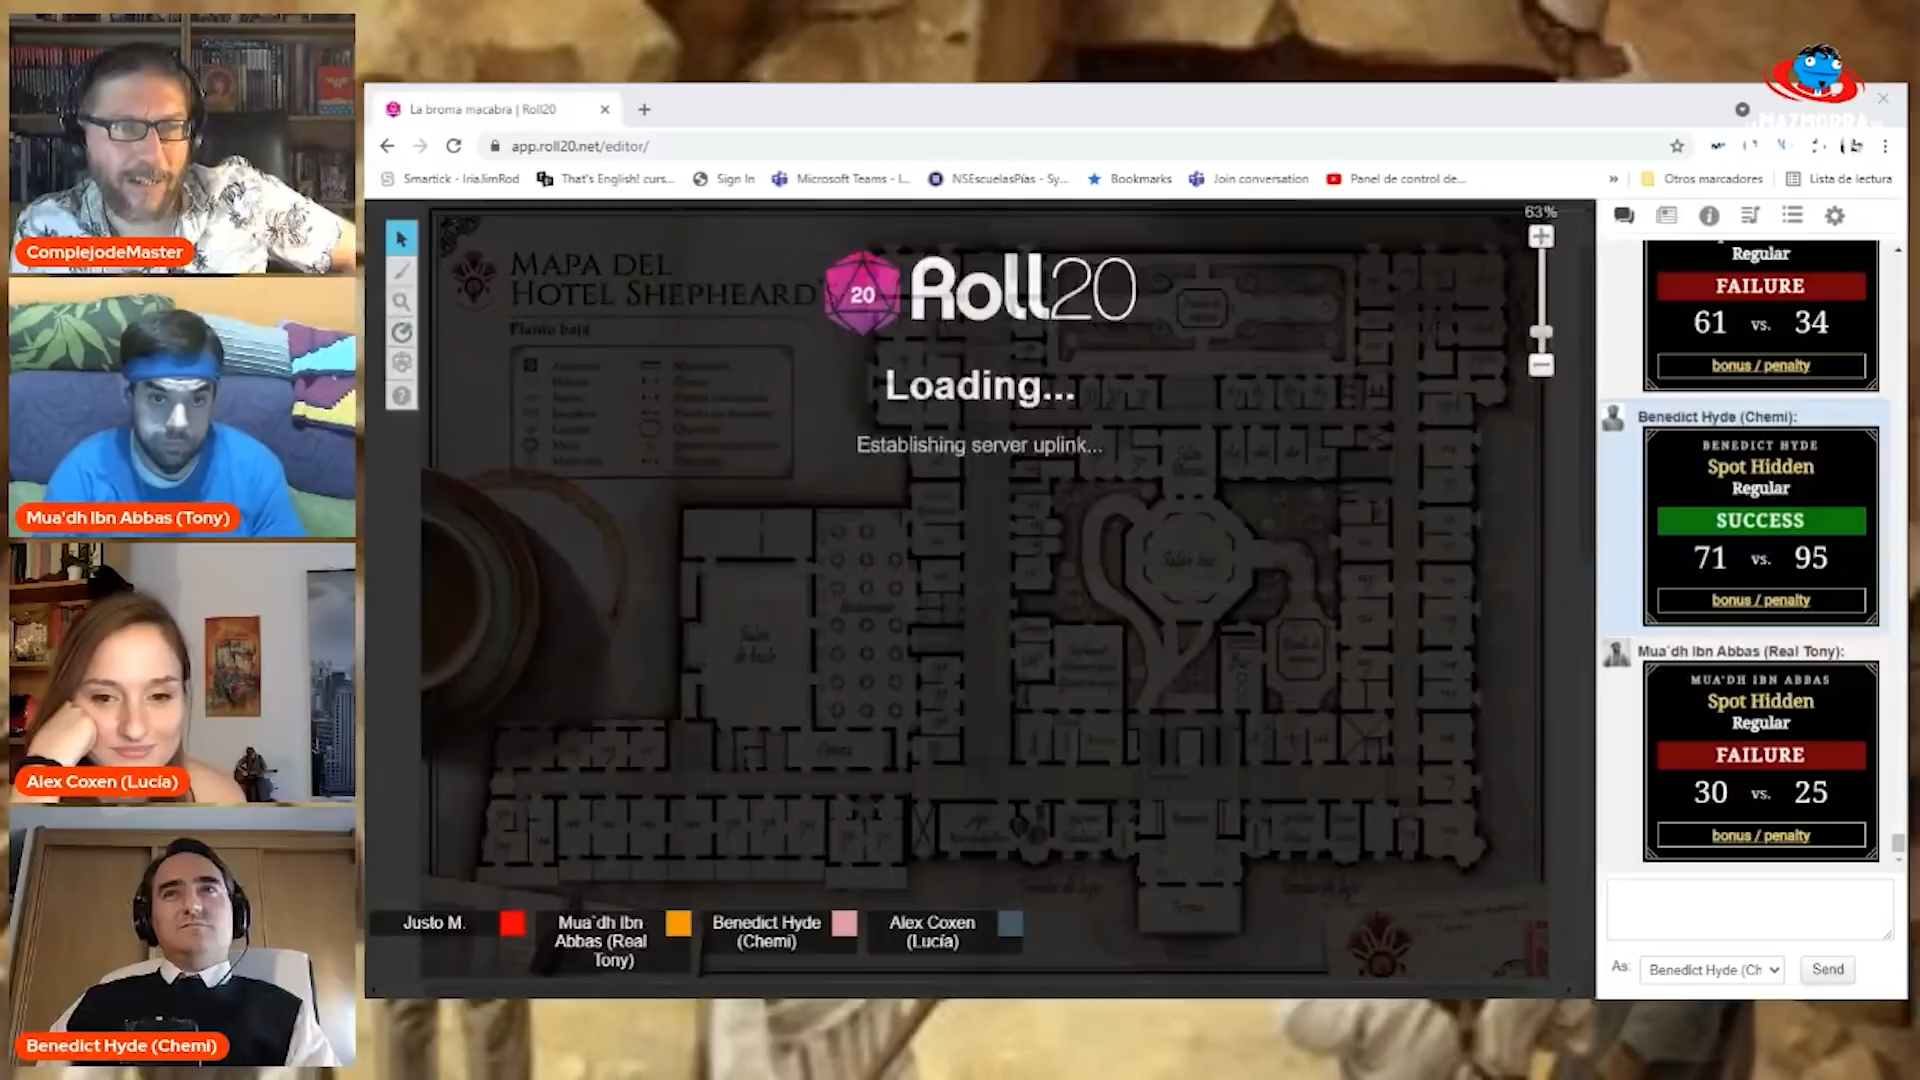 ComplejodeMaster
Mua'dh Ibn Abbas (Tony)
Alex Coxen (Lucía)
Benedict Hyde (Chemi)
La broma macabra | Roll20
app.roll20.net/editor/
Smartick - IriaJimRod
That's English! curs...
Sign In
Microsoft Teams - I...
NSEscuelasPías - Sy...
Bookmarks
Join conversation
Panel de control de...
»
Otros marcadores
Lista de lectura
MAZMORRA
MAPA DEL
HOTEL SHEPHEARD'S
Planta baja
20
Roll20
Loading...
Establishing server uplink...
63%
Salón
de baile
Justo M.
Mua`dh Ibn
Abbas (Real
Tony)
Benedict Hyde
(Chemi)
Alex Coxen
(Lucía)
Regular
FAILURE
61 vs. 34
bonus / penalty
Benedict Hyde (Chemi):
BENEDICT HYDE
Spot Hidden
Regular
SUCCESS
71 vs. 95
bonus / penalty
Mua`dh Ibn Abbas (Real Tony):
MUA`DH IBN ABBAS
Spot Hidden
Regular
FAILURE
30 vs. 25
bonus / penalty
As:
Benedict Hyde (Ch
Send